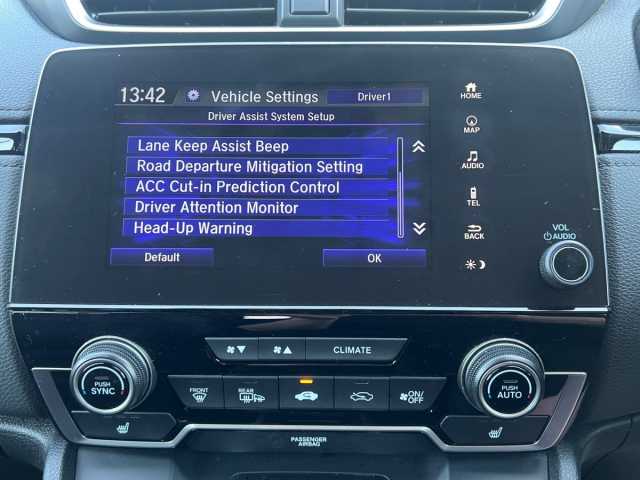 13:42 Vehicle Settings Driver1
Driver Assist System Setup
Lane Keep Assist Beep
Road Departure Mitigation Setting
ACC Cut-in Prediction Control
Driver Attention Monitor
Head-Up Warning
Default OK
HOME
MAP
AUDIO
TEL
BACK
VOL
AUDIO
CLIMATE
PUSH
SYNC
FRONT
REAR
ON/
OFF
PUSH
AUTO
PASSENGER
AIRBAG